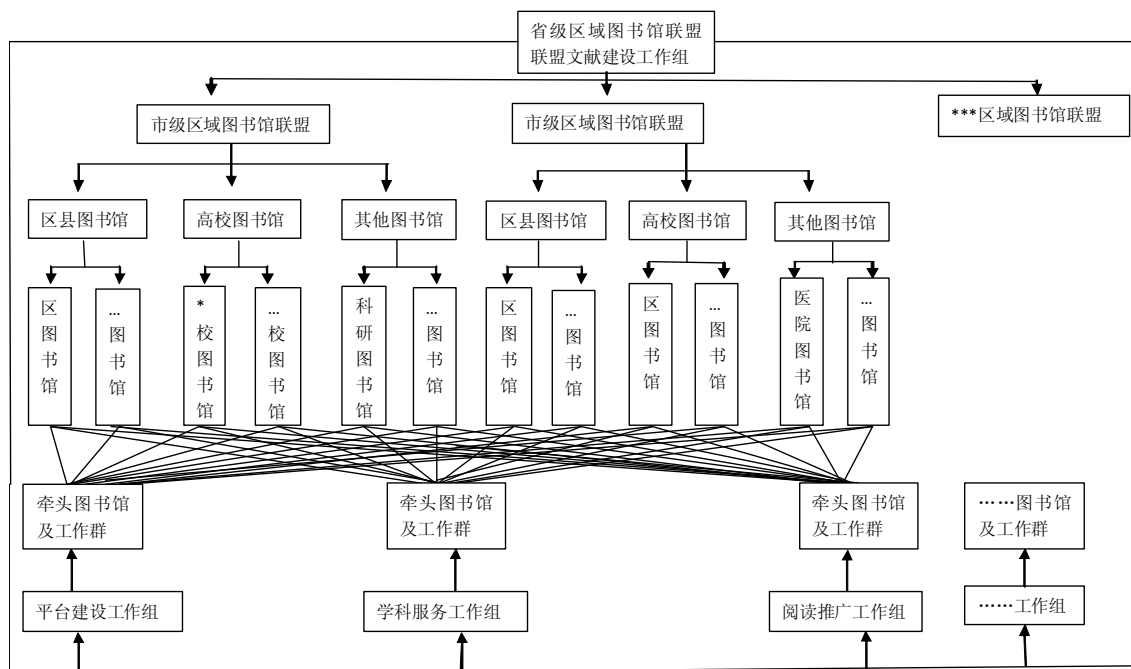 省级区域图书馆联盟
联盟文献建设工作组
市级区域图书馆联盟
市级区域图书馆联盟
***区域图书馆联盟
区县图书馆
高校图书馆
其他图书馆
区县图书馆
高校图书馆
其他图书馆
区图书馆
...图书馆
*校图书馆
...校图书馆
科研图书馆
...图书馆
区图书馆
...图书馆
区图书馆
...图书馆
医院图书馆
...图书馆
牵头图书馆
及工作群
牵头图书馆
及工作群
牵头图书馆
及工作群
……图书馆
及工作群
平台建设工作组
学科服务工作组
阅读推广工作组
……工作组